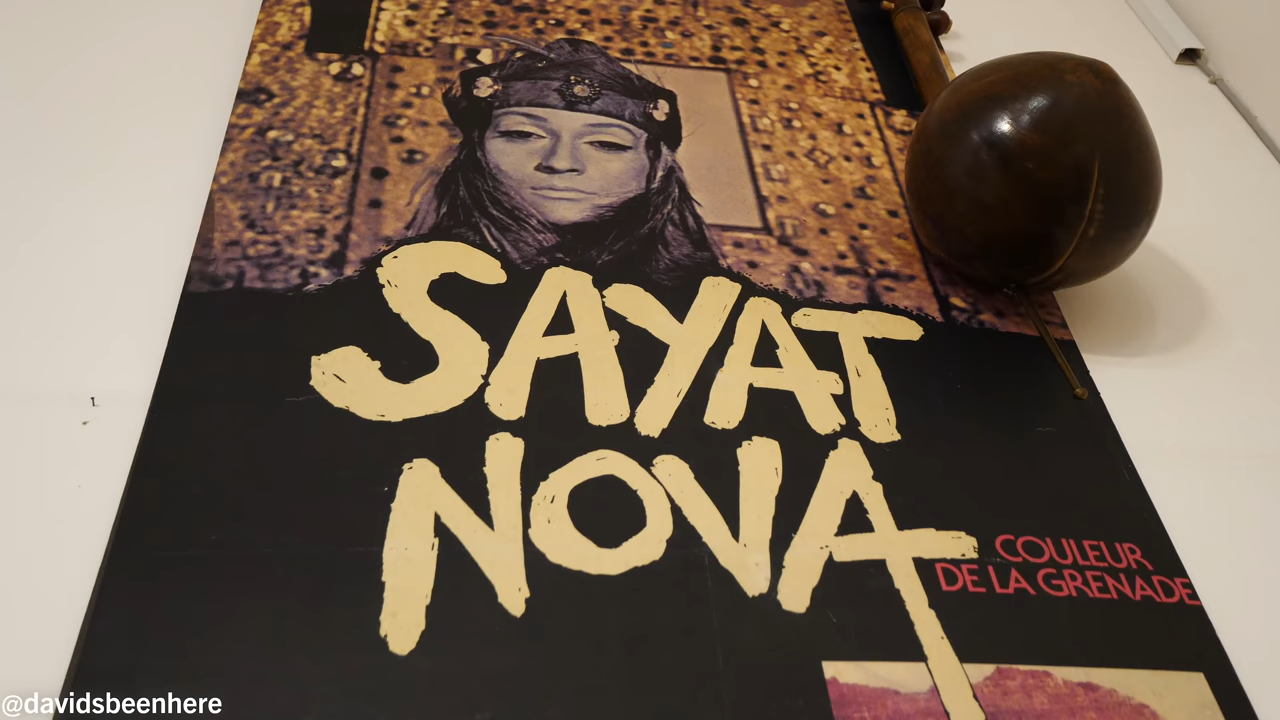 SAYAT
NOVA
COULEUR
DE LA GRENADE
@davidsbeenhere